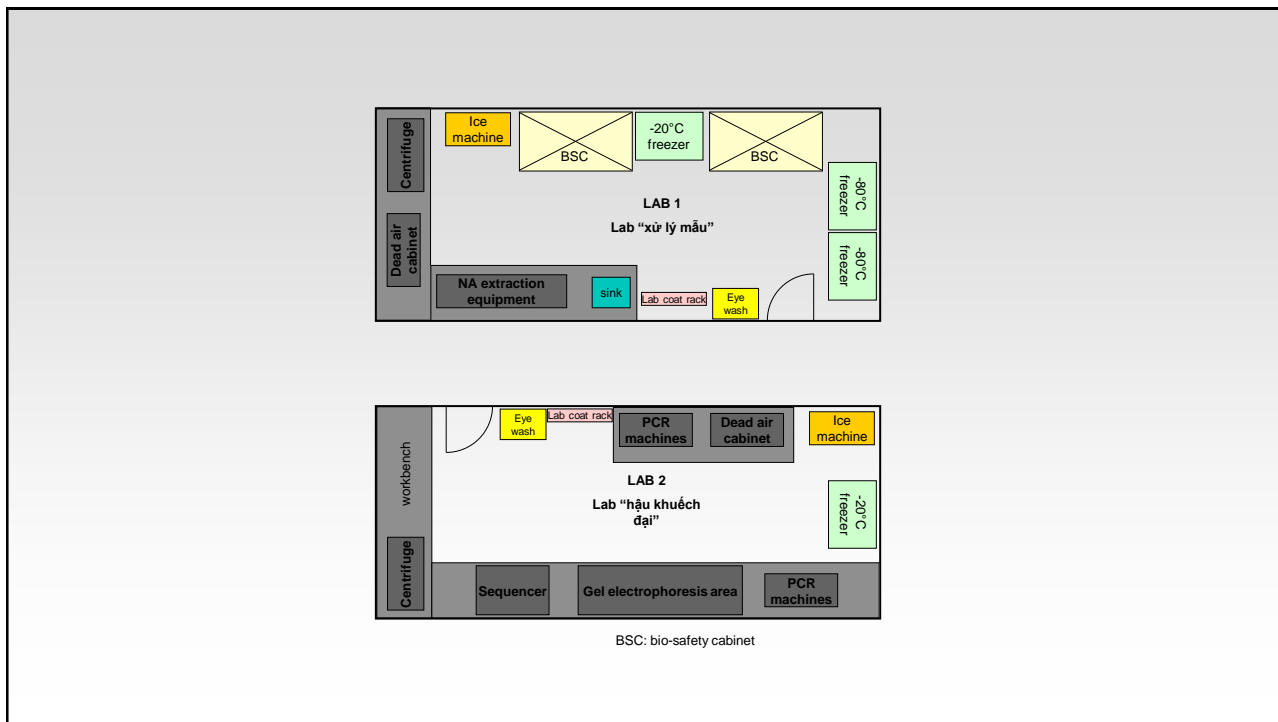 Ice
machine
BSC
-20°C
freezer
BSC
Centrifuge
-80°C
freezer
LAB 1
Lab “xử lý mẫu”
Dead air
cabinet
-80°C
freezer
NA extraction
equipment
sink
Lab coat rack
Eye
wash
Eye
wash
Lab coat rack
PCR
machines
Dead air
cabinet
Ice
machine
workbench
LAB 2
Lab “hậu khuếch
đại”
-20°C
freezer
Centrifuge
Sequencer
Gel electrophoresis area
PCR
machines
BSC: bio-safety cabinet